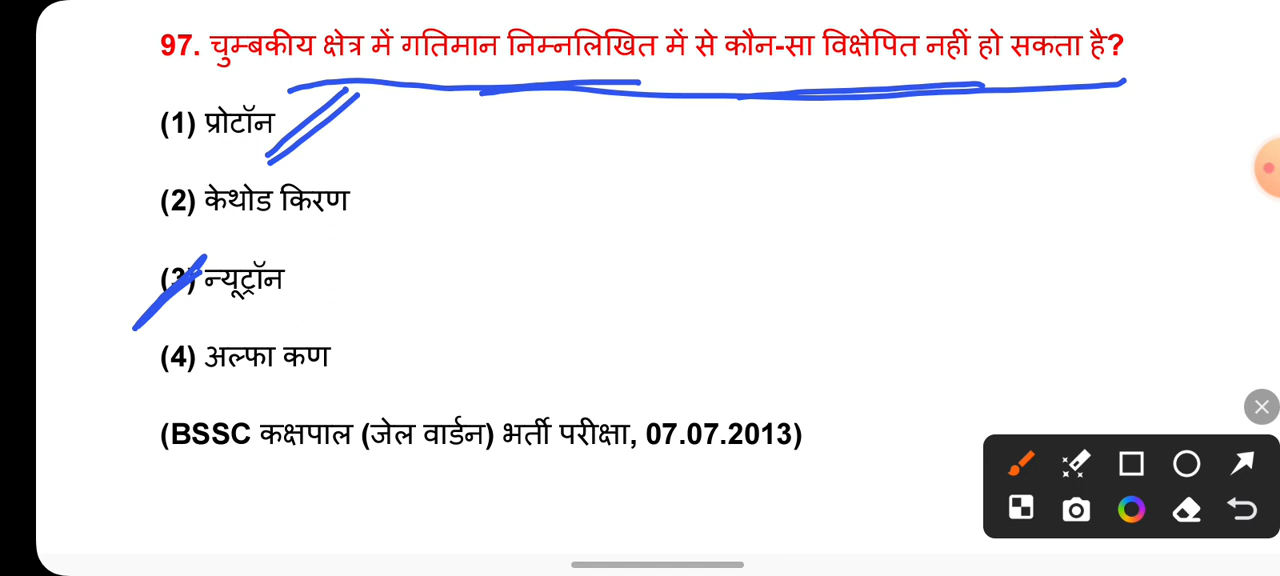 97. चुम्बकीय क्षेत्र में गतिमान निम्नलिखित में से कौन-सा विक्षेपित नहीं हो सकता है?
(1) प्रोटॉन
(2) केथोड किरण
(3) न्यूट्रॉन
(4) अल्फा कण
(BSSC कक्षपाल (जेल वार्डन) भर्ती परीक्षा, 07.07.2013)